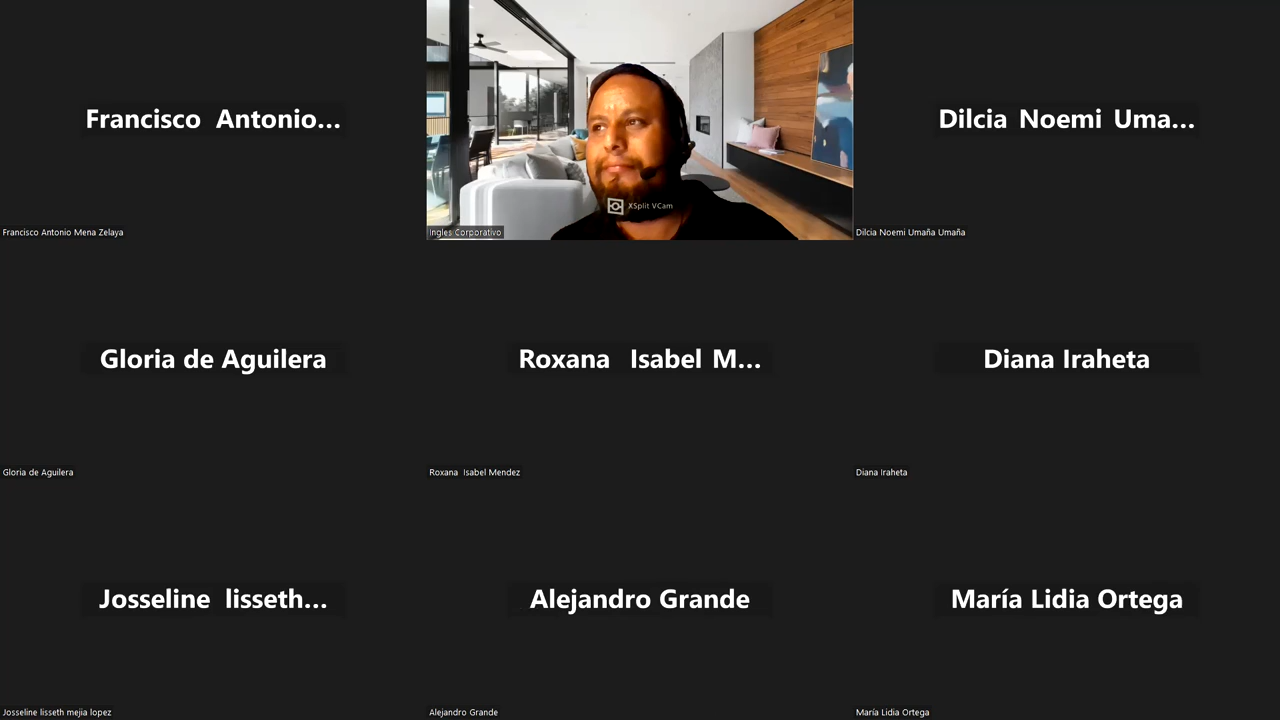 Francisco Antonio...
Francisco Antonio Mena Zelaya
XSplit VCam
Ingles Corporativo
Dilcia Noemi Uma...
Dilcia Noemi Umaña Umaña
Gloria de Aguilera
Gloria de Aguilera
Roxana Isabel M...
Roxana Isabel Mendez
Diana Iraheta
Diana Iraheta
Josseline lisseth...
Josseline lisseth mejia lopez
Alejandro Grande
Alejandro Grande
María Lidia Ortega
María Lidia Ortega